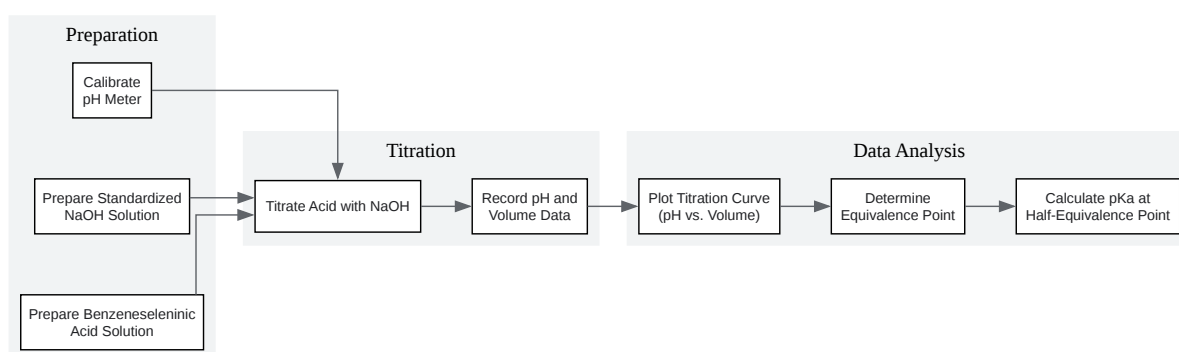 Preparation
Calibrate
pH Meter
Prepare Standardized
NaOH Solution
Prepare Benzeneseleninic
Acid Solution
Titration
Titrate Acid with NaOH
Record pH and
Volume Data
Data Analysis
Plot Titration Curve
(pH vs. Volume)
Determine
Equivalence Point
Calculate pKa at
Half-Equivalence Point